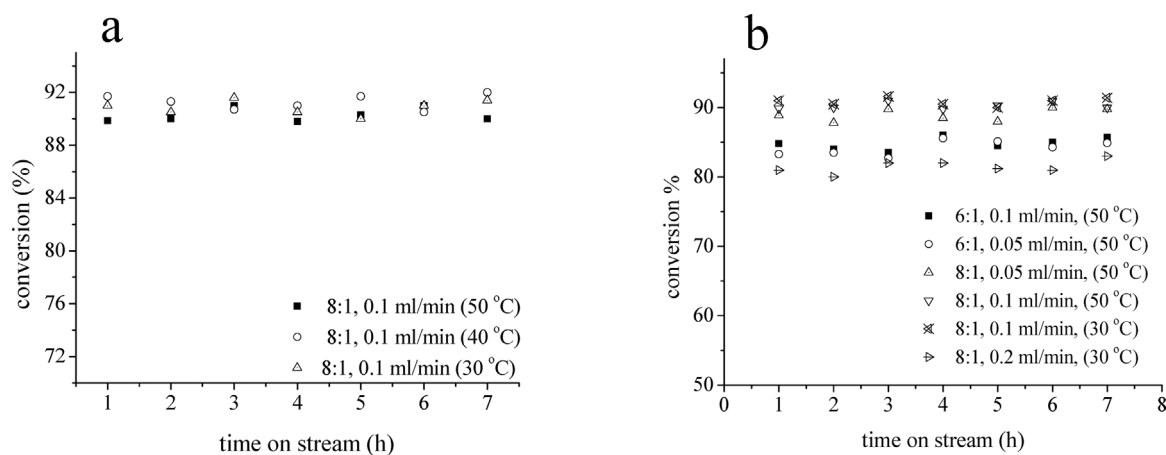 a
conversion (%)
92
88
84
80
76
72
8:1, 0.1 ml/min (50 °C)
8:1, 0.1 ml/min (40 °C)
8:1, 0.1 ml/min (30 °C)
1 2 3 4 5 6 7
time on stream (h)
b
conversion %
90
80
70
60
50
6:1, 0.1 ml/min, (50 °C)
6:1, 0.05 ml/min, (50 °C)
8:1, 0.05 ml/min, (50 °C)
8:1, 0.1 ml/min, (50 °C)
8:1, 0.1 ml/min, (30 °C)
8:1, 0.2 ml/min, (30 °C)
0 1 2 3 4 5 6 7 8
time on stream (h)